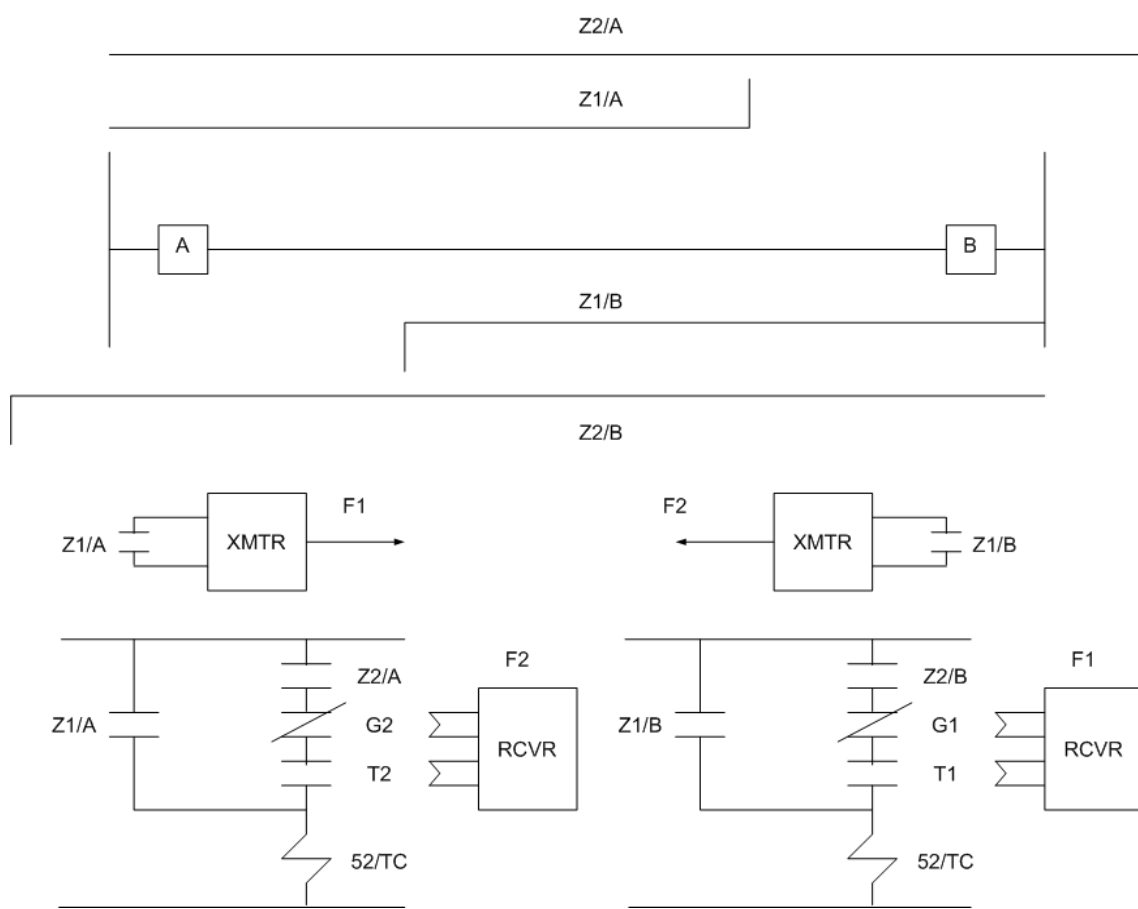 Z2/A
Z1/A
A
B
Z1/B
Z2/B
F1
F2
Z1/A
XMTR
XMTR
Z1/B
F2
F1
Z2/A
Z2/B
Z1/A
G2
Z1/B
G1
RCVR
RCVR
T2
T1
52/TC
52/TC